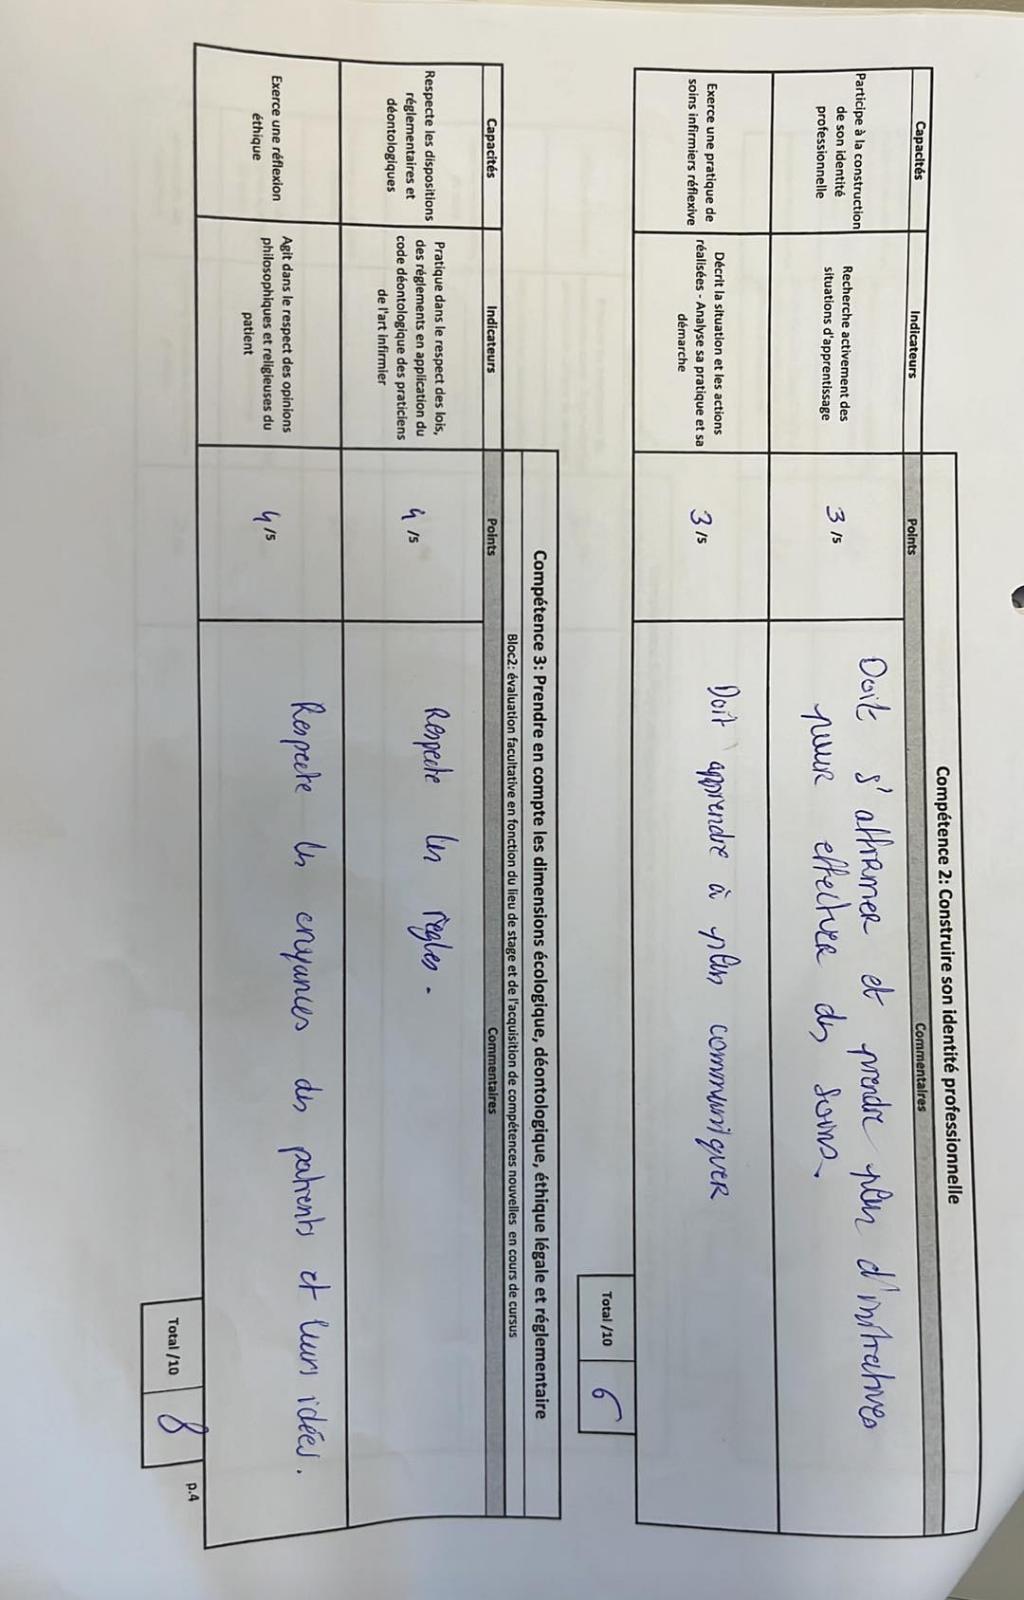 Compétence 2: Construire son identité professionnelle
Capacités Indicateurs Points Commentaires
Participe à la construction
de son identité
professionnelle
Recherche activement des
situations d'apprentissage
3 /5
Doit s'affirmer et prendre plus d'initiatives
pour effectuer des soins.
Exerce une pratique de
soins infirmiers réflexive
Décrit la situation et les actions
réalisées - Analyse sa pratique et sa
démarche
3 /5
Doit apprendre à plus communiquer
Total /10 6
Compétence 3: Prendre en compte les dimensions écologique, déontologique, éthique légale et réglementaire
Bloc2: évaluation facultative en fonction du lieu de stage et de l'acquisition de compétences nouvelles en cours de cursus
Capacités Indicateurs Points Commentaires
Respecte les dispositions
réglementaires et
déontologiques
Pratique dans le respect des lois,
des réglements en application du
code déontologique des praticiens
de l'art infirmier
4 /5
Respecte les règles.
Exerce une réflexion
éthique
Agit dans le respect des opinions
philosophiques et religieuses du
patient
4 /5
Respecte les croyances des patients et leurs idées.
Total /10 8
p.4